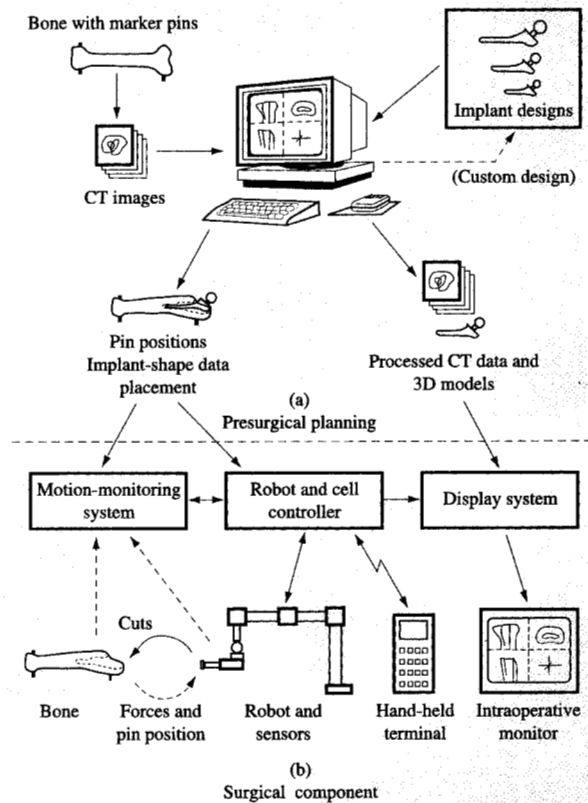 Bone with marker pins
Implant designs
CT images
(Custom design)
Pin positions
Implant-shape data
placement
Processed CT data and
3D models
(a)
Presurgical planning
Motion-monitoring
system
Robot and cell
controller
Display system
Cuts
Bone
Forces and
pin position
Robot and
sensors
Hand-held
terminal
Intraoperative
monitor
(b)
Surgical component